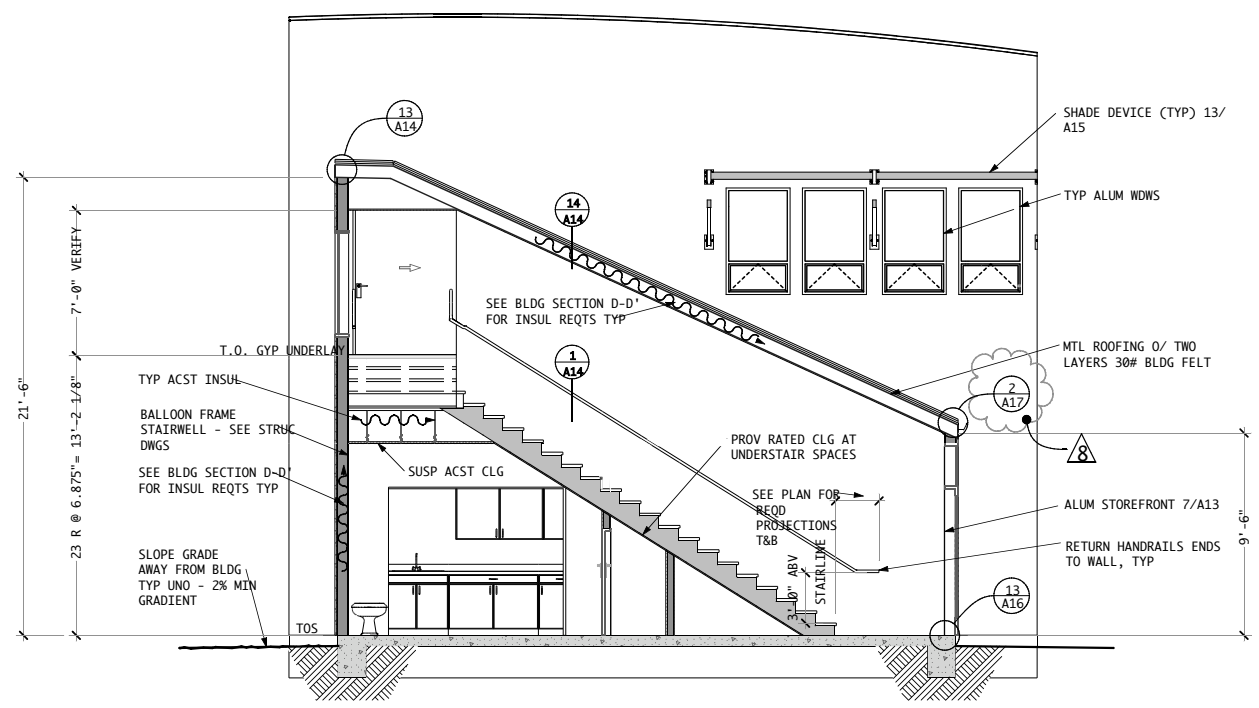 13
A14
SHADE DEVICE (TYP) 13/
A15
14
A14
TYP ALUM WDWS
7'-0" VERIFY
SEE BLDG SECTION D-D'
FOR INSUL REQTS TYP
T.O. GYP UNDERLAY
1
A14
MTL ROOFING O/ TWO
LAYERS 30# BLDG FELT
TYP ACST INSUL
21'-6"
2
A17
BALLOON FRAME
STAIRWELL - SEE STRUC
DWGS
PROV RATED CLG AT
UNDERSTAIR SPACES
8
SEE BLDG SECTION D-D'
FOR INSUL REQTS TYP
SUSP ACST CLG
23 R @ 6.875"= 13'-2 1/8"
SEE PLAN FOR
REQD
PROJECTIONS
T&B
ALUM STOREFRONT 7/A13
9'-6"
SLOPE GRADE
AWAY FROM BLDG
TYP UNO - 2% MIN
GRADIENT
3'-0" ABV
STAIRLINE
RETURN HANDRAILS ENDS
TO WALL, TYP
13
A16
TOS